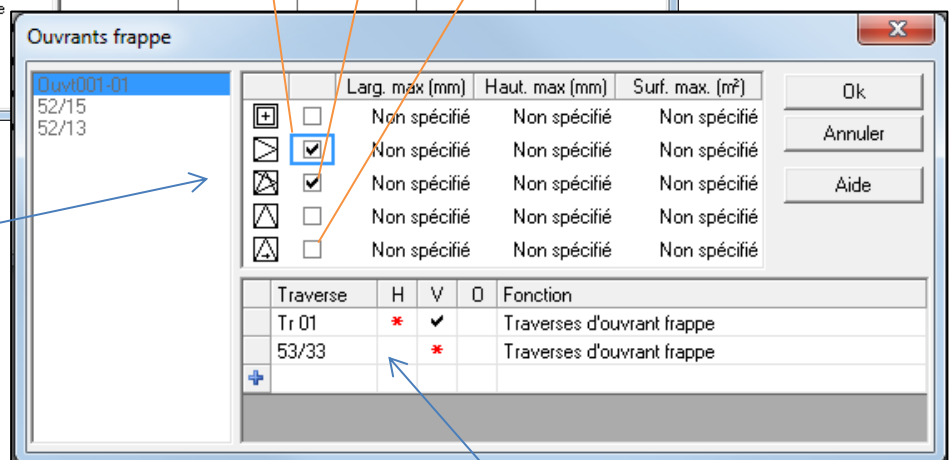 e
Ouvrants frappe
Ouvt001-01
52/15
52/13
Larg. max (mm) Haut. max (mm) Surf. max. (m²)
Non spécifié Non spécifié Non spécifié
Non spécifié Non spécifié Non spécifié
Non spécifié Non spécifié Non spécifié
Non spécifié Non spécifié Non spécifié
Non spécifié Non spécifié Non spécifié
Ok
Annuler
Aide
Traverse H V O Fonction
Tr 01 * ✔ Traverses d'ouvrant frappe
53/33 * Traverses d'ouvrant frappe